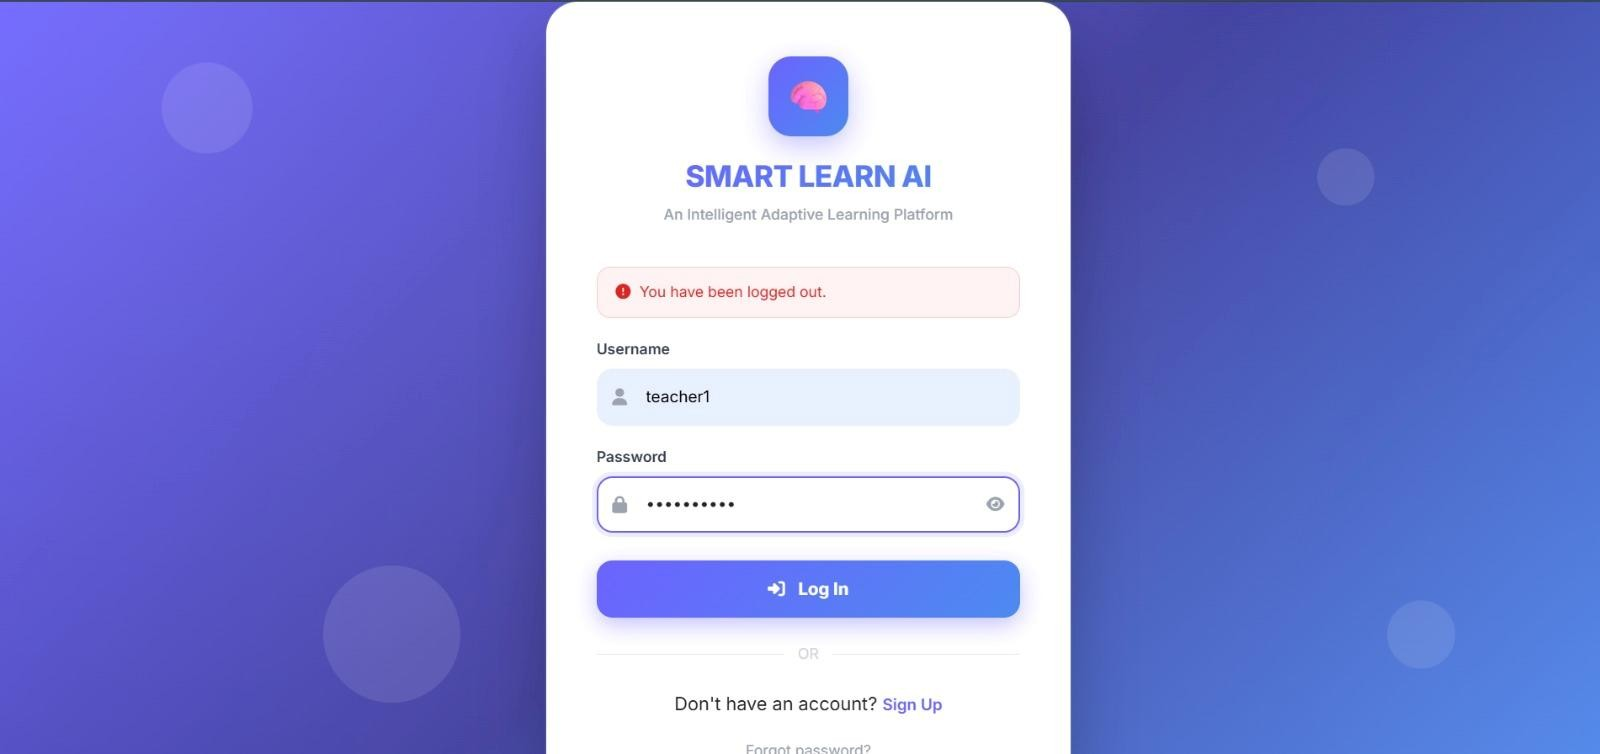 SMART LEARN AI
An Intelligent Adaptive Learning Platform
You have been logged out.
Username
teacher1
Password
••••••••••
Log In
OR
Don't have an account? Sign Up
Forgot password?